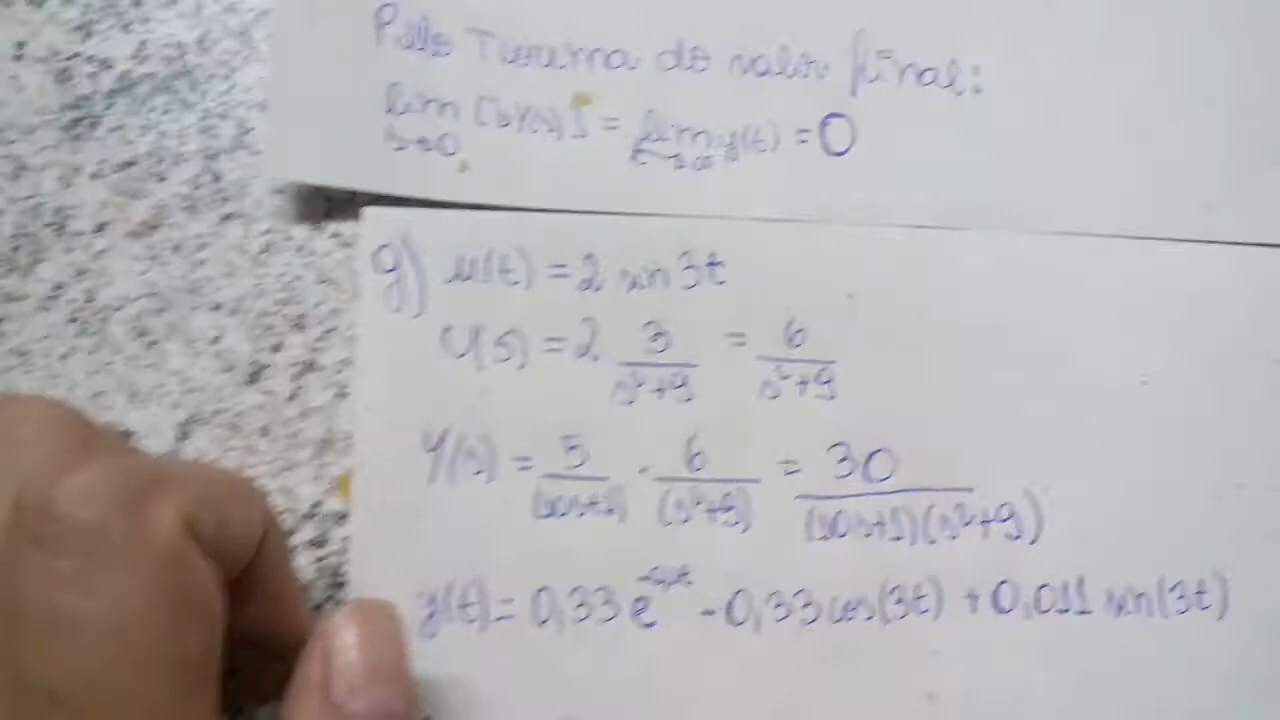 Pelo Teorema do valor final:
lim [sY(s)] = lim y(t) = 0
s→0 t→∞
g) u(t) = 2 sen 3t
U(s) = 2. 3/(s²+9) = 6/(s²+9)
Y(s) = 5/(10s+1) . 6/(s²+9) = 30/((10s+1)(s²+9))
y(t) = 0,33 e^(-0,1t) - 0,33 cos(3t) + 0,011 sen(3t)